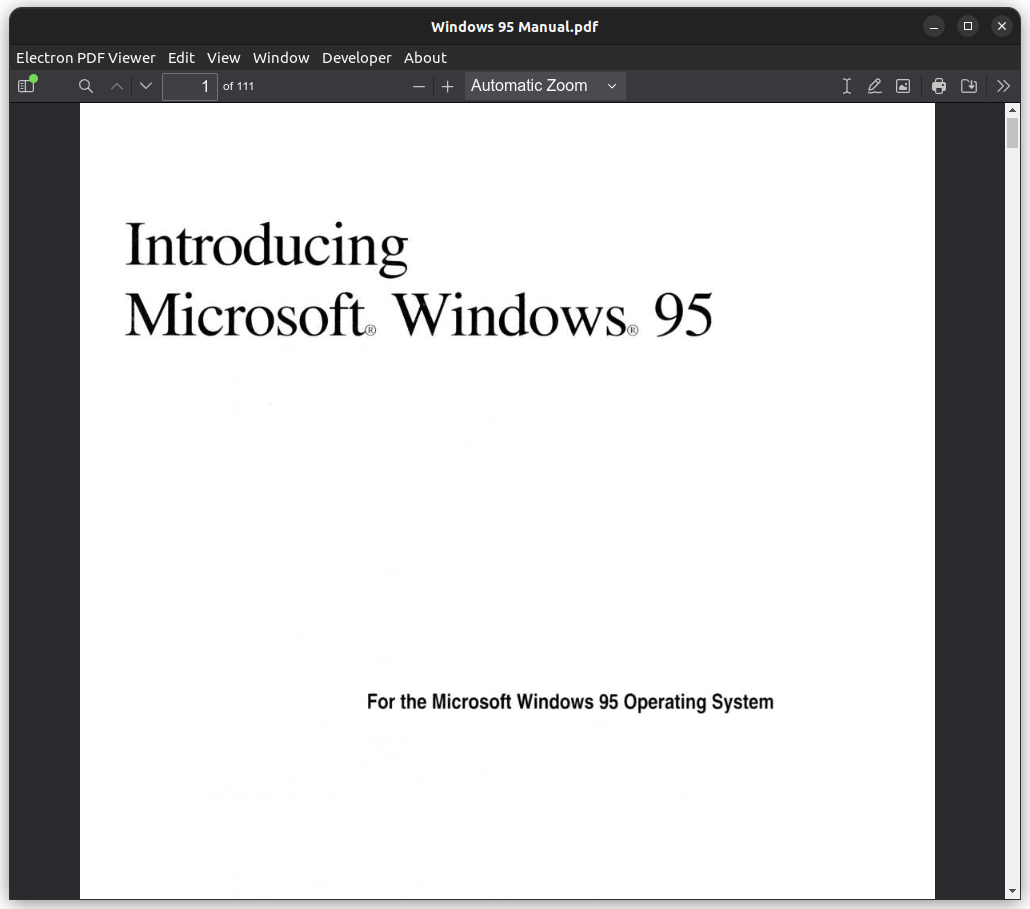 Windows 95 Manual.pdf
Electron PDF Viewer Edit View Window Developer About
1 of 111 Automatic Zoom
Introducing
Microsoft® Windows® 95
For the Microsoft Windows 95 Operating System